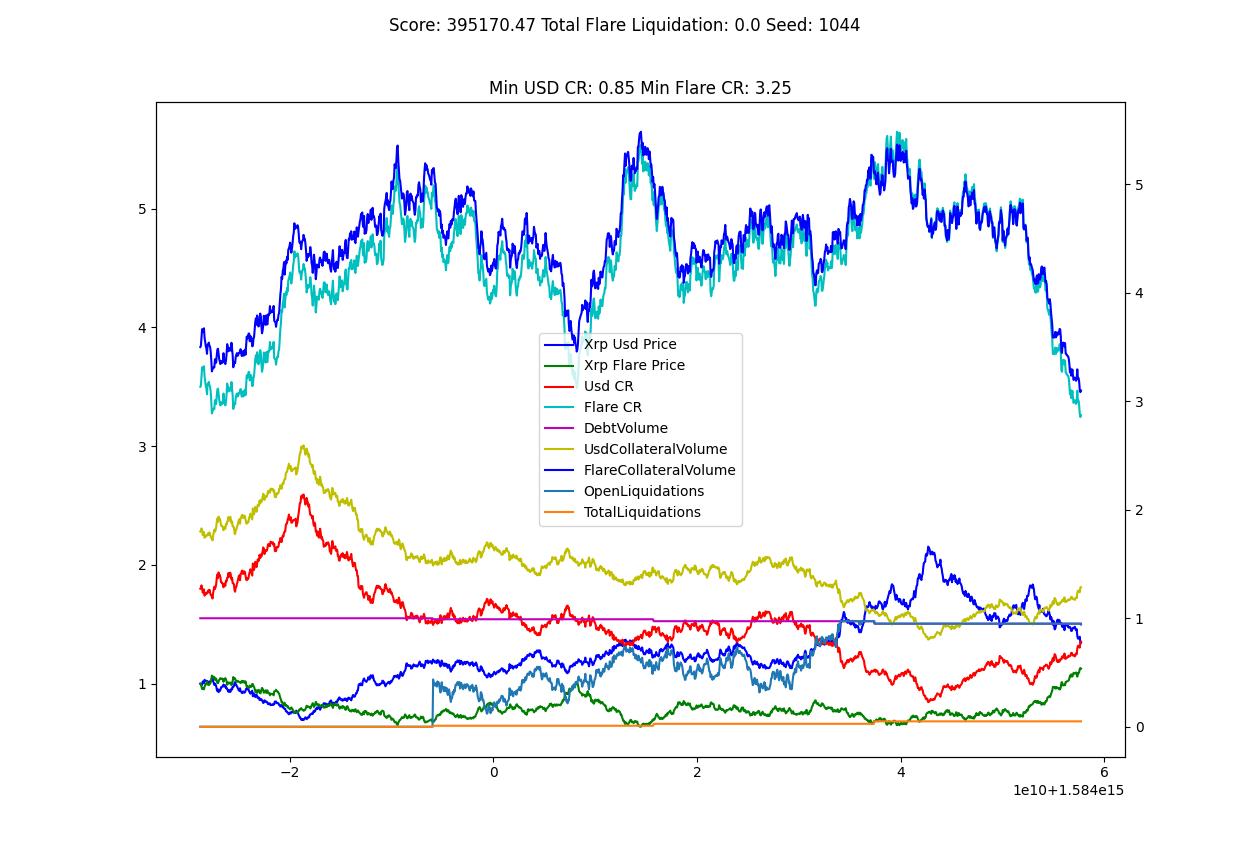 Score: 395170.47 Total Flare Liquidation: 0.0 Seed: 1044
Min USD CR: 0.85 Min Flare CR: 3.25
5
4
3
2
1
5
4
3
2
1
0
Xrp Usd Price
Xrp Flare Price
Usd CR
Flare CR
DebtVolume
UsdCollateralVolume
FlareCollateralVolume
OpenLiquidations
TotalLiquidations
−2 0 2 4 6
1e10+1.584e15